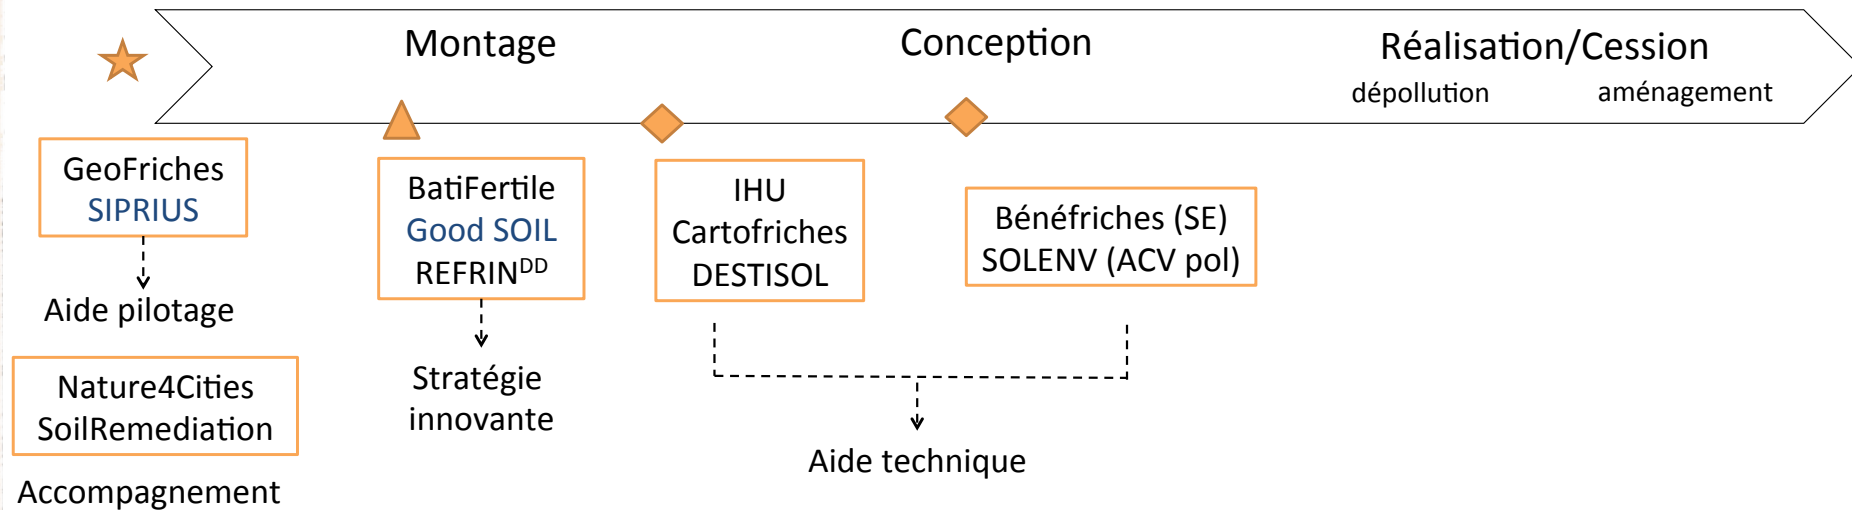 Montage
Conception
Réalisation/Cession
dépollution
aménagement
GeoFriches
SIPRIUS
Aide pilotage
Nature4Cities
SoilRemediation
Accompagnement
BatiFertile
Good SOIL
REFRINᴰᴰ
Stratégie
innovante
IHU
Cartofriches
DESTISOL
Bénéfriches (SE)
SOLENV (ACV pol)
Aide technique